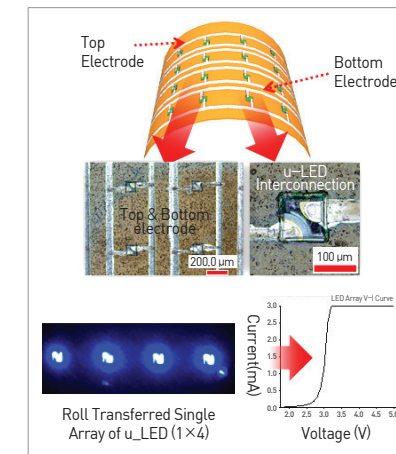 Top
Electrode
Bottom
Electrode
u-LED
Interconnection
Top & Bottom
electrode
200.0 µm
100 µm
LED Array V-I Curve
Current(mA)
3.0
2.5
2.0
1.5
1.0
0.5
0.0
2.0 2.5 3.0 3.5 4.0 4.5 5.0
Voltage (V)
Roll Transferred Single
Array of u_LED (1×4)